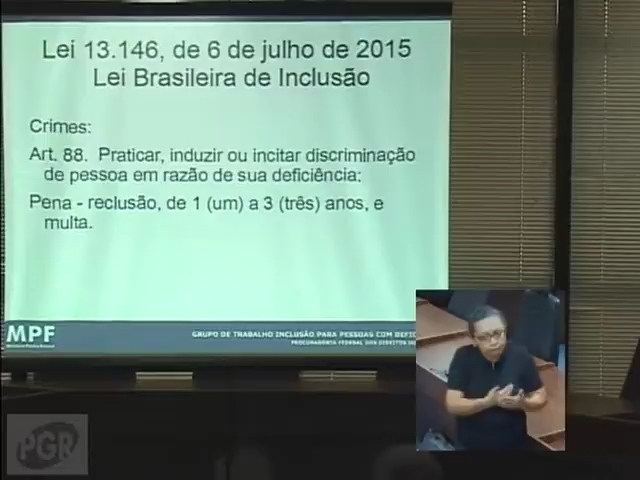 Lei 13.146, de 6 de julho de 2015
Lei Brasileira de Inclusão
Crimes:
Art. 88. Praticar, induzir ou incitar discriminação
de pessoa em razão de sua deficiência:
Pena - reclusão, de 1 (um) a 3 (três) anos, e
multa.
MPF
GRUPO DE TRABALHO INCLUSÃO PARA PESSOAS COM DEFIC
PROCURADORIA FEDERAL DOS DIREITOS
PGR